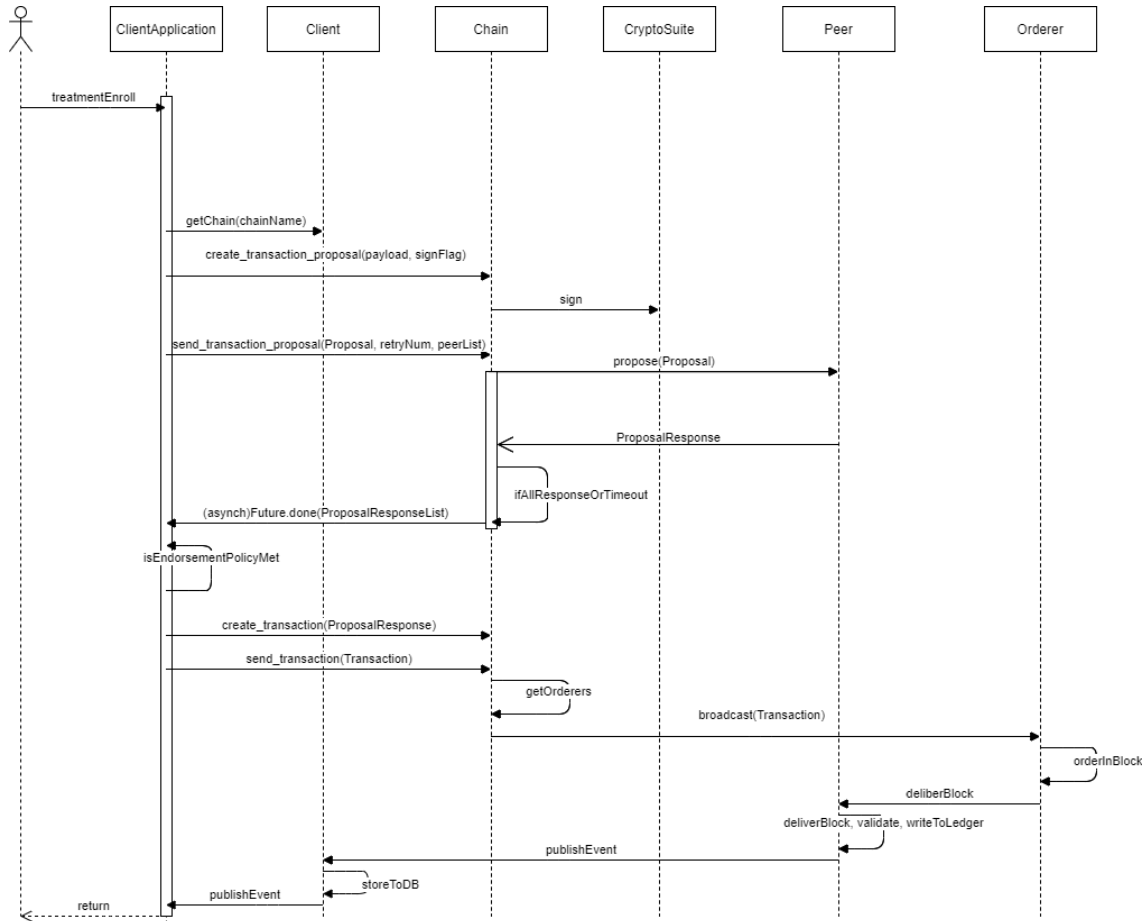 ClientApplication
Client
Chain
CryptoSuite
Peer
Orderer
treatmentEnroll
getChain(chainName)
create_transaction_proposal(payload, signFlag)
sign
send_transaction_proposal(Proposal, retryNum, peerList)
propose(Proposal)
ProposalResponse
ifAllResponseOrTimeout
(asynch)Future.done(ProposalResponseList)
isEndorsementPolicyMet
create_transaction(ProposalResponse)
send_transaction(Transaction)
getOrderers
broadcast(Transaction)
orderInBlock
deliberBlock
deliverBlock, validate, writeToLedger
publishEvent
storeToDB
publishEvent
return